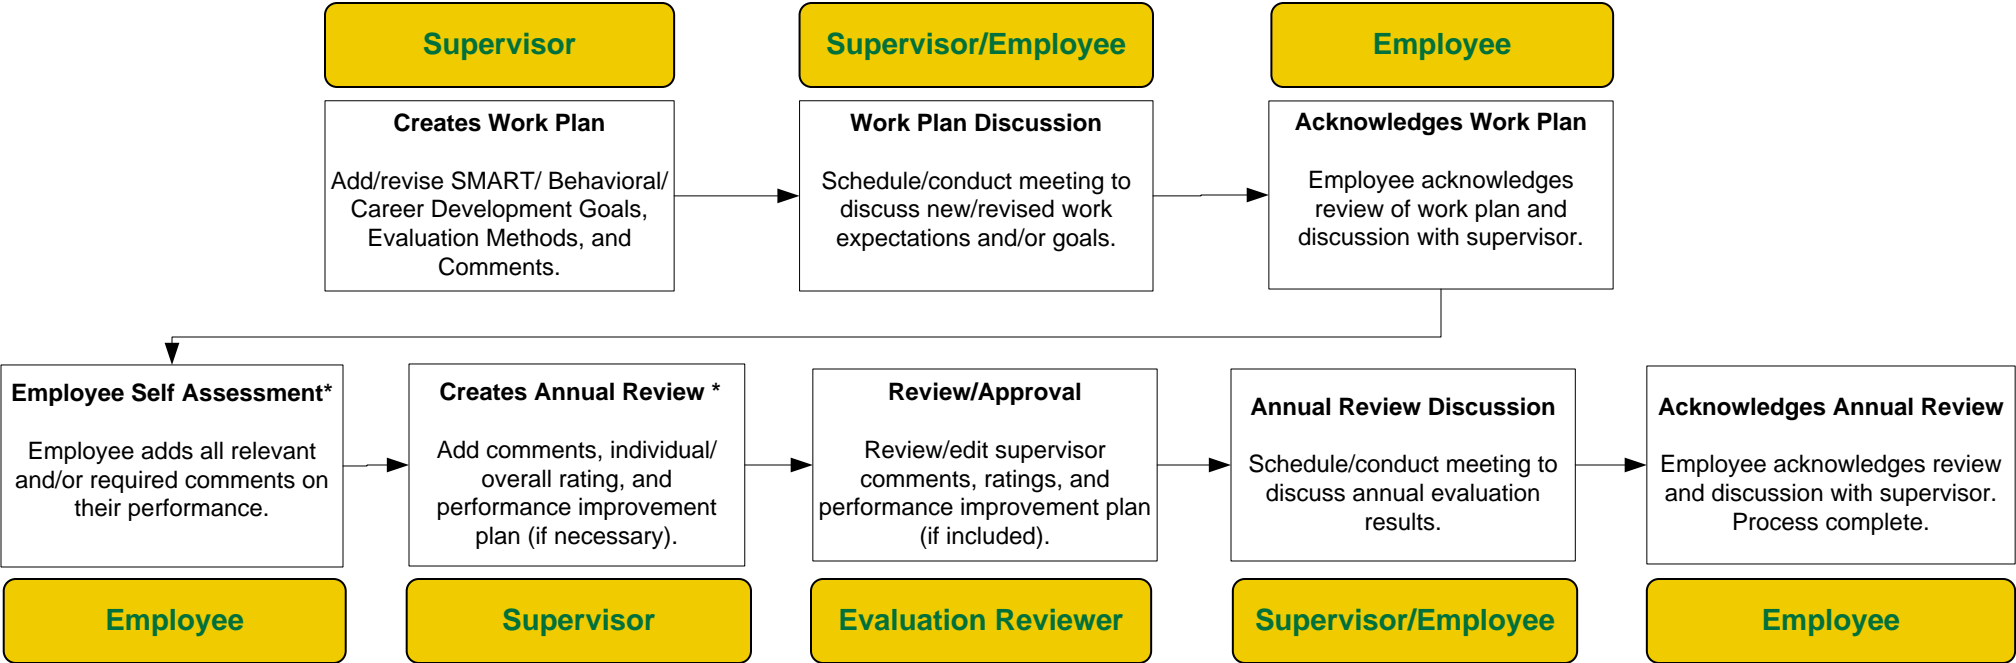 Supervisor
Supervisor/Employee
Employee
Creates Work Plan
Add/revise SMART/ Behavioral/
Career Development Goals,
Evaluation Methods, and
Comments.
Work Plan Discussion
Schedule/conduct meeting to
discuss new/revised work
expectations and/or goals.
Acknowledges Work Plan
Employee acknowledges
review of work plan and
discussion with supervisor.
Employee Self Assessment*
Employee adds all relevant
and/or required comments on
their performance.
Creates Annual Review *
Add comments, individual/
overall rating, and
performance improvement
plan (if necessary).
Review/Approval
Review/edit supervisor
comments, ratings, and
performance improvement plan
(if included).
Annual Review Discussion
Schedule/conduct meeting to
discuss annual evaluation
results.
Acknowledges Annual Review
Employee acknowledges review
and discussion with supervisor.
Process complete.
Employee
Supervisor
Evaluation Reviewer
Supervisor/Employee
Employee